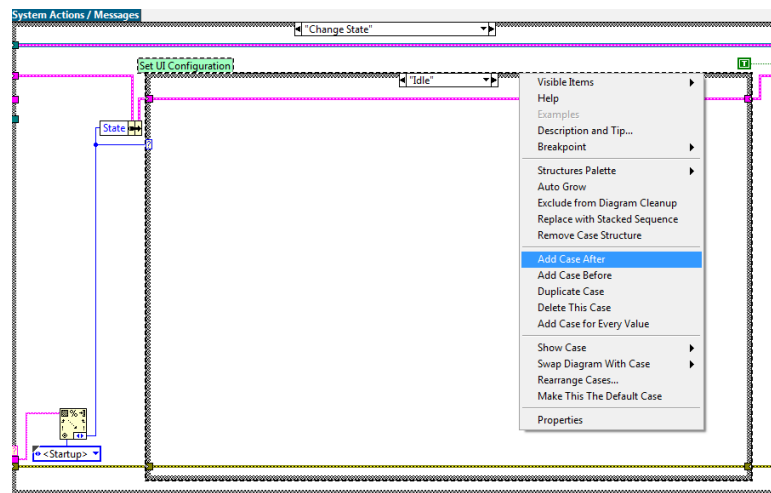 System Actions / Messages
"Change State"
Set UI Configuration
"Idle"
State
?
T
Visible Items
Help
Examples
Description and Tip...
Breakpoint
Structures Palette
Auto Grow
Exclude from Diagram Cleanup
Replace with Stacked Sequence
Remove Case Structure
Add Case After
Add Case Before
Duplicate Case
Delete This Case
Add Case for Every Value
Show Case
Swap Diagram With Case
Rearrange Cases...
Make This The Default Case
Properties
%
<Startup>
?